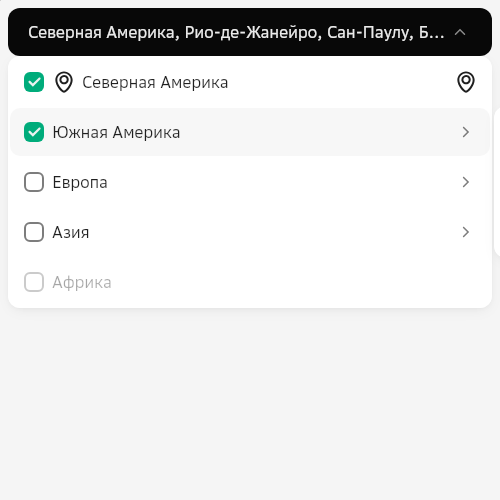 Северная Америка, Рио-де-Жанейро, Сан-Паулу, Б...
Северная Америка
Южная Америка
Европа
Азия
Африка